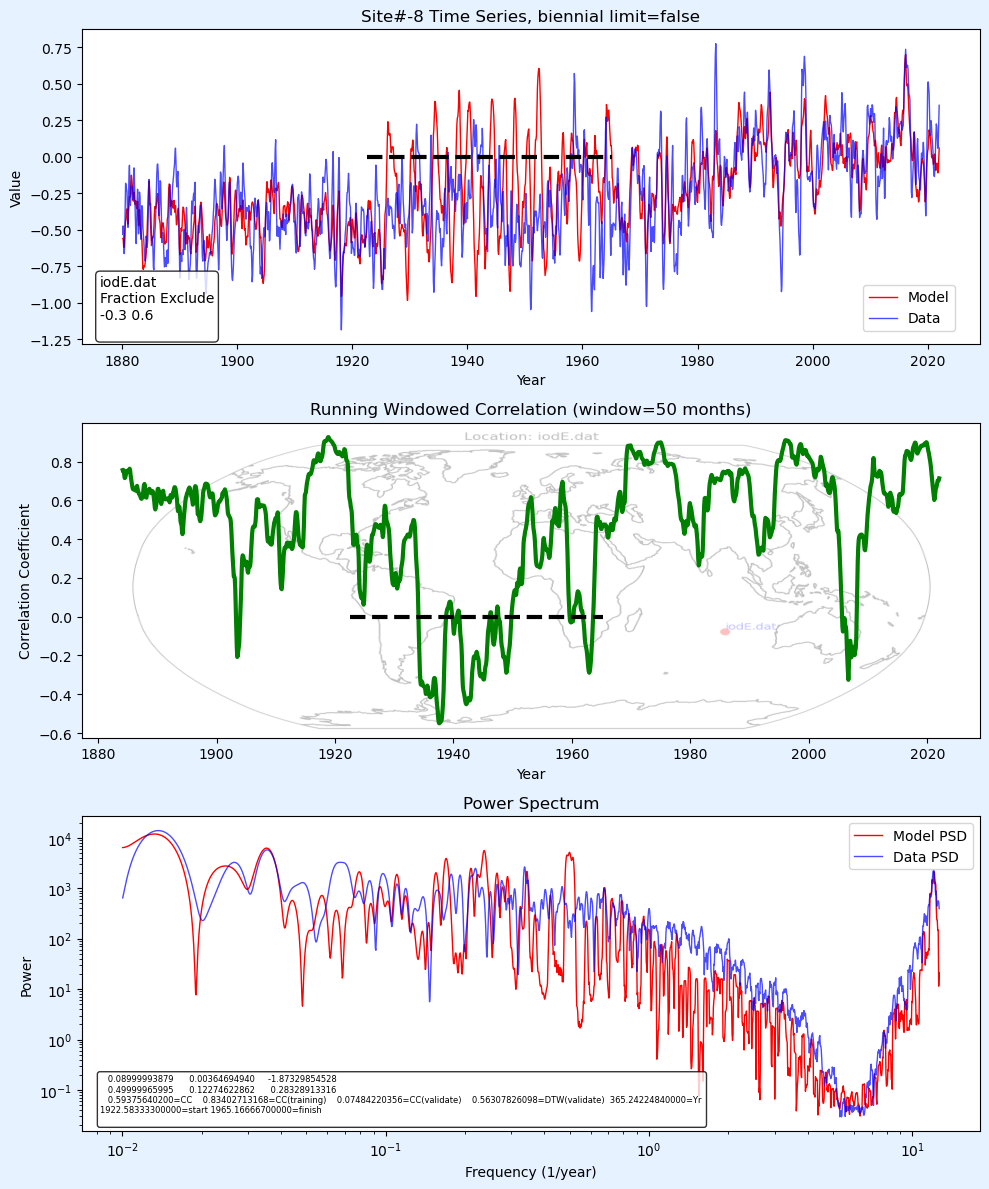 Site#-8 Time Series, biennial limit=false
Value
0.75
0.50
0.25
0.00
−0.25
−0.50
−0.75
−1.00
−1.25
iodE.dat
Fraction Exclude
-0.3 0.6
Model
Data
1880 1900 1920 1940 1960 1980 2000 2020
Year
Running Windowed Correlation (window=50 months)
Location: iodE.dat
Correlation Coefficient
0.8
0.6
0.4
0.2
0.0
−0.2
−0.4
−0.6
iodE.dat
1880 1900 1920 1940 1960 1980 2000 2020
Year
Power Spectrum
Power
10⁴
10³
10²
10¹
10⁰
10⁻¹
Model PSD
Data PSD
0.08999993879 0.00364694940 -1.87329854528
0.49999965995 0.12274622862 0.28328913316
0.59375640200=CC 0.83402713168=CC(training) 0.07484220356=CC(validate) 0.56307826098=DTW(validate) 365.24224840000=Yr
1922.58333300000=start 1965.16666700000=finish
10⁻² 10⁻¹ 10⁰ 10¹
Frequency (1/year)